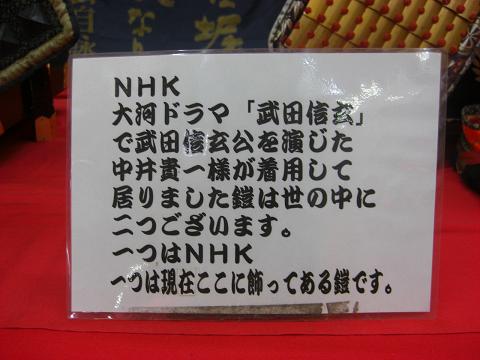 NHK
大河ドラマ「武田信玄」
で武田信玄公を演じた
中井貴一様が着用して
居りました鎧は世の中に
二つございます。
一つはNHK
一つは現在ここに飾ってある鎧です。